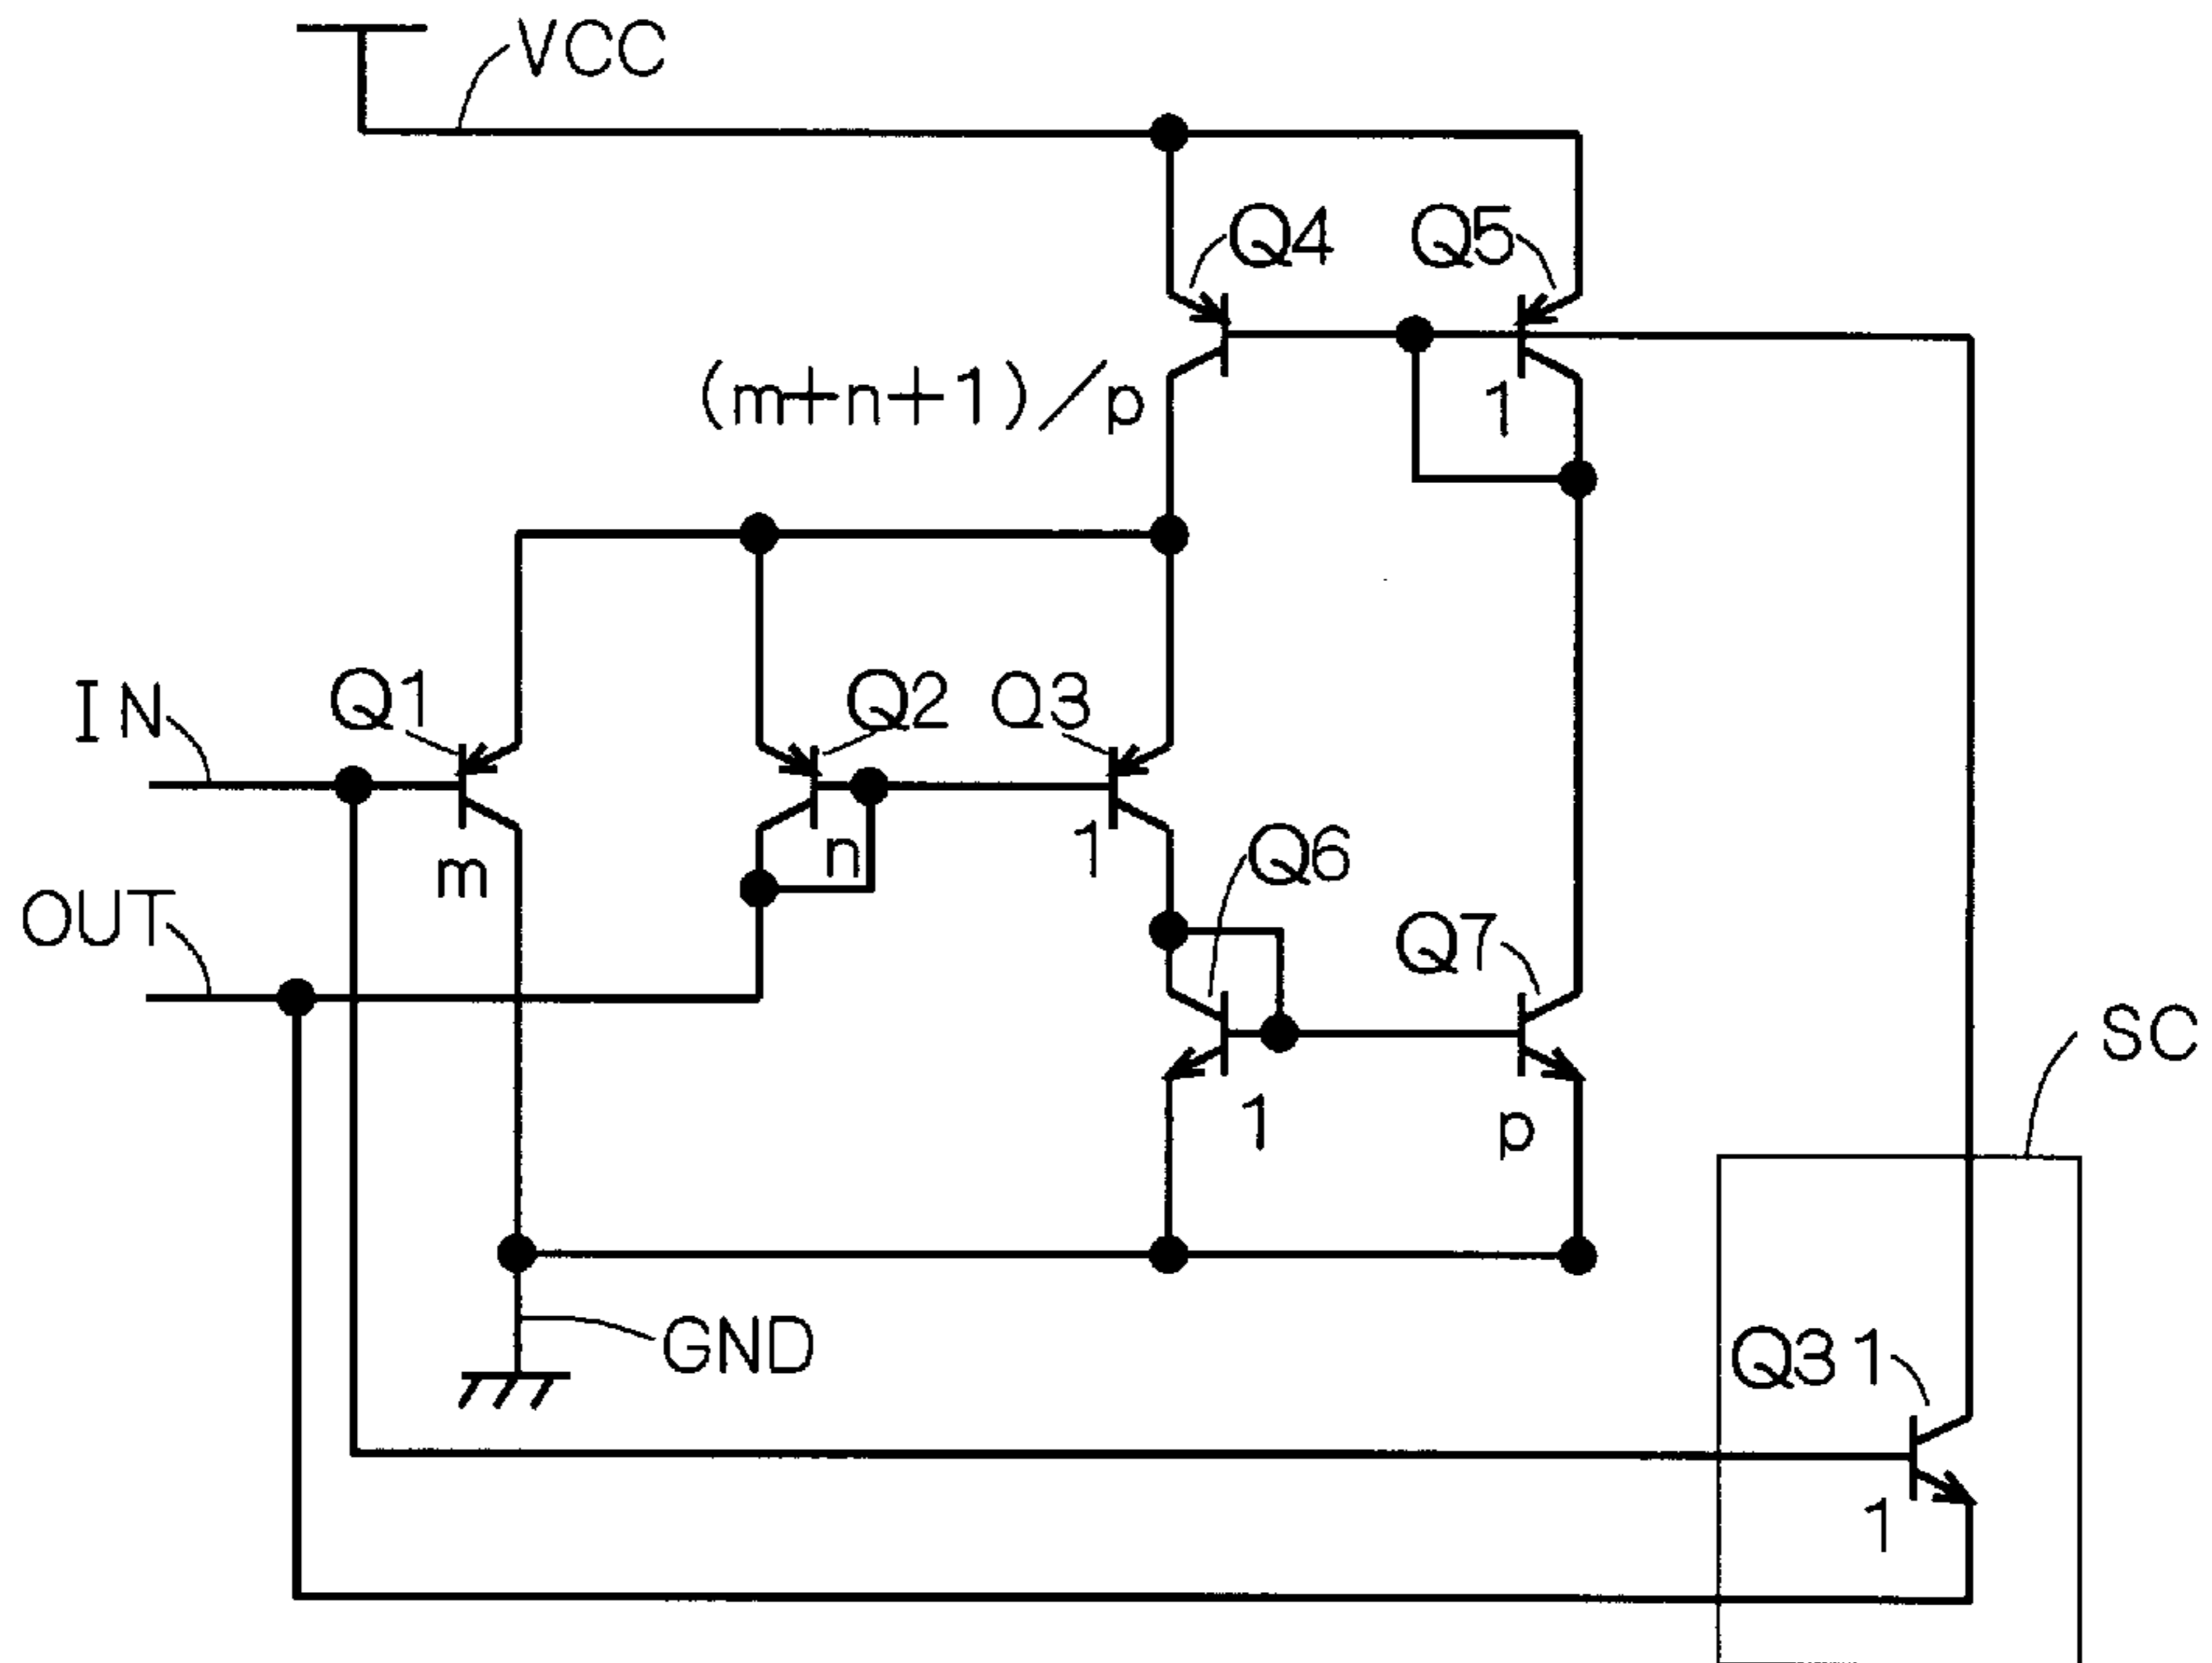 VCC
Q4
Q5
(m+n+1)/p
1
IN
Q1
Q2
Q3
m
n
1
Q6
OUT
Q7
SC
1
p
GND
Q31
1